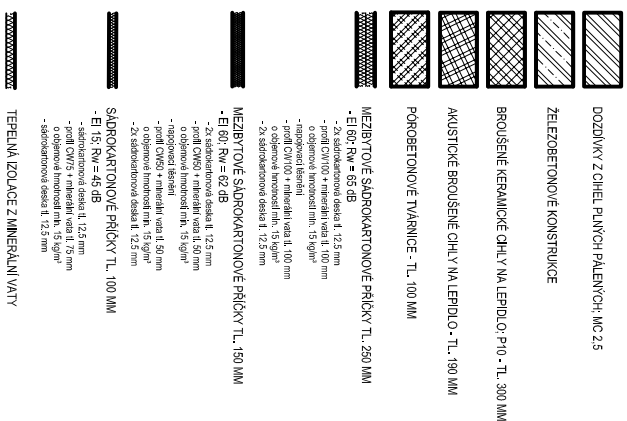 DOZDÍVKY Z CIHEL PLNÝCH PÁLENÝCH; MC 2,5
ŽELEZOBETONOVÉ KONSTRUKCE
BROUŠENÉ KERAMICKÉ CIHLY NA LEPIDLO; P10 - TL. 300 MM
AKUSTICKÉ BROUŠENÉ CIHLY NA LEPIDLO - TL. 190 MM
PÓROBETONOVÉ TVÁRNICE - TL. 100 MM
MEZIBYTOVÉ SÁDROKARTONOVÉ PŘÍČKY TL. 250 MM
- EI 60; Rw = 65 dB
- 2x sádrokartonová deska tl. 12,5 mm
- profil CW100 + minerální vata tl. 100 mm
o objemové hmotnosti min. 15 kg/m³
- napojovací těsnění
- profil CW100 + minerální vata tl. 100 mm
o objemové hmotnosti min. 15 kg/m³
- 2x sádrokartonová deska tl. 12,5 mm
MEZIBYTOVÉ SÁDROKARTONOVÉ PŘÍČKY TL. 150 MM
- EI 60; Rw = 62 dB
- 2x sádrokartonová deska tl. 12,5 mm
- profil CW50 + minerální vata tl. 50 mm
o objemové hmotnosti min. 15 kg/m³
- napojovací těsnění
- profil CW50 + minerální vata tl. 50 mm
o objemové hmotnosti min. 15 kg/m³
- 2x sádrokartonová deska tl. 12,5 mm
SÁDROKARTONOVÉ PŘÍČKY TL. 100 MM
- EI 15; Rw = 45 dB
- sádrokartonová deska tl. 12,5 mm
- profil CW75 + minerální vata tl. 75 mm
o objemové hmotnosti min. 15 kg/m³
- sádrokartonová deska tl. 12,5 mm
TEPELNÁ IZOLACE Z MINERÁLNÍ VATY